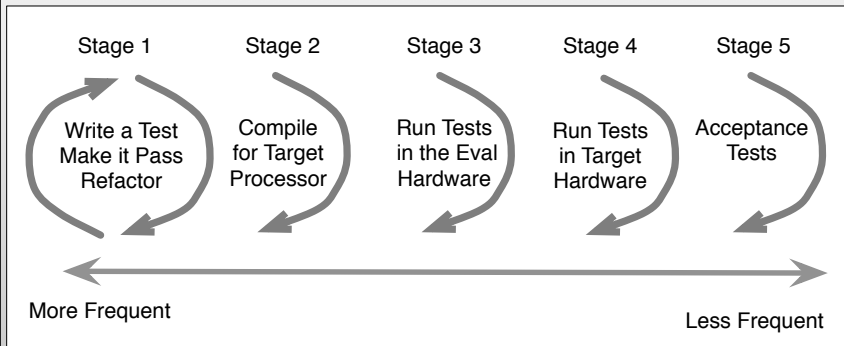 Stage 1
Stage 2
Stage 3
Stage 4
Stage 5
Write a Test
Make it Pass
Refactor
Compile
for Target
Processor
Run Tests
in the Eval
Hardware
Run Tests
in Target
Hardware
Acceptance
Tests
More Frequent
Less Frequent